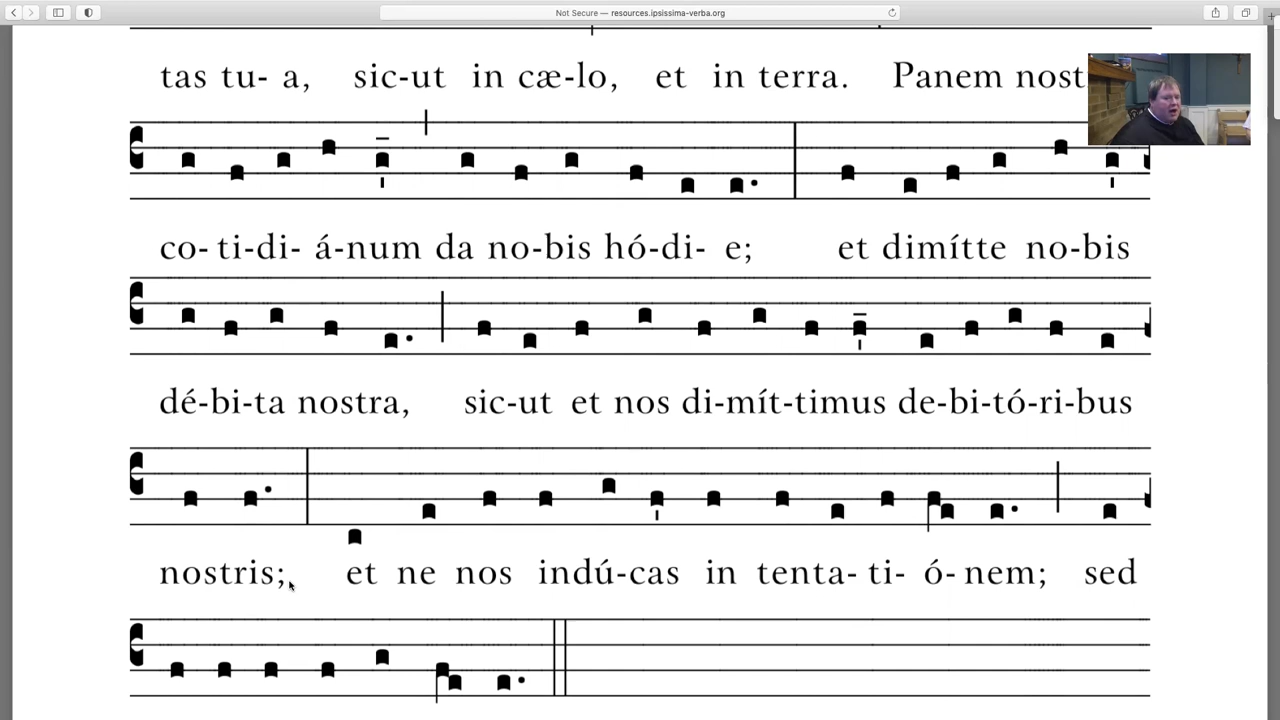 Not Secure — resources.ipsissima-verba.org
tas tu- a, sic-ut in cæ-lo, et in terra. Panem nost
co- ti-di- á-num da no-bis hó-di- e; et dimítte no-bis
dé-bi-ta nostra, sic-ut et nos di-mít-timus de-bi-tó-ri-bus
nostris; et ne nos indú-cas in tenta- ti- ó- nem; sed